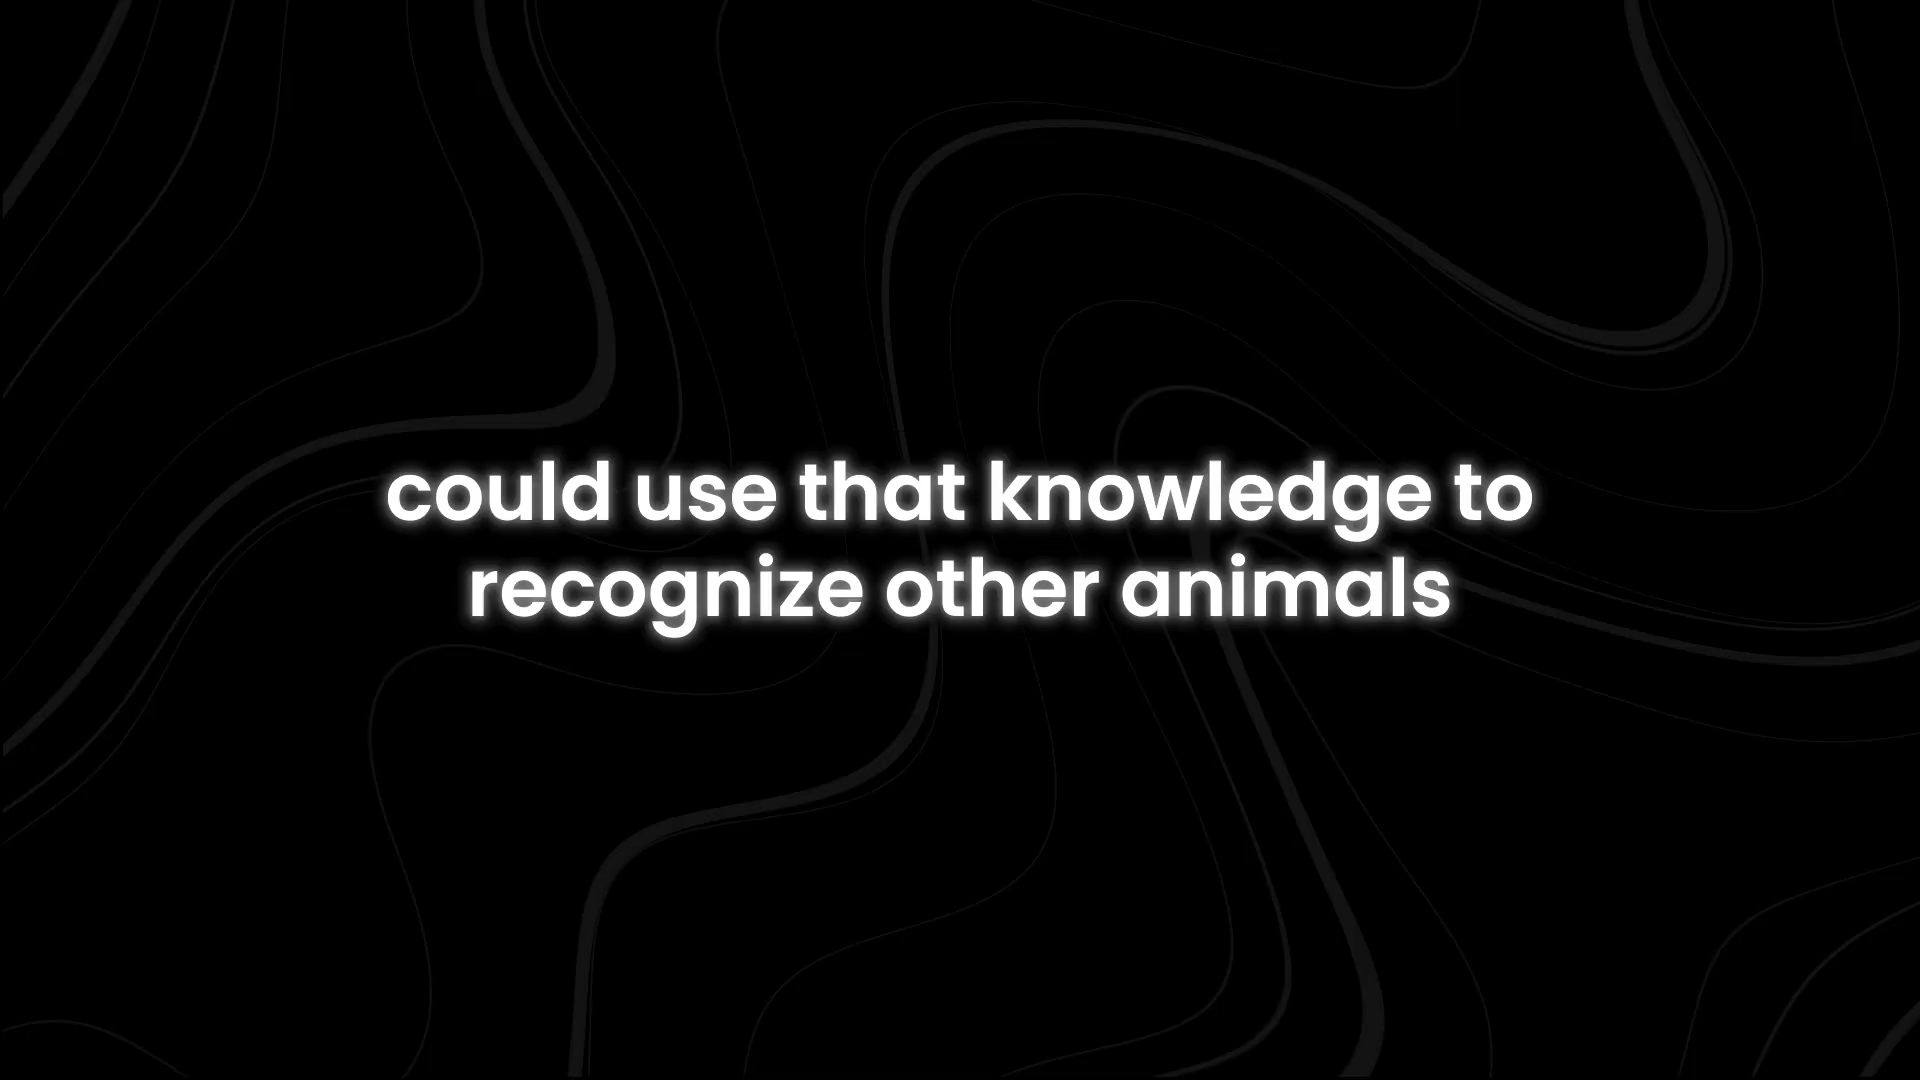 could use that knowledge to
recognize other animals